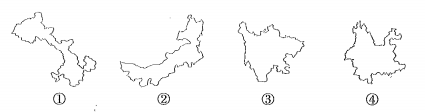 ① ② ③ ④